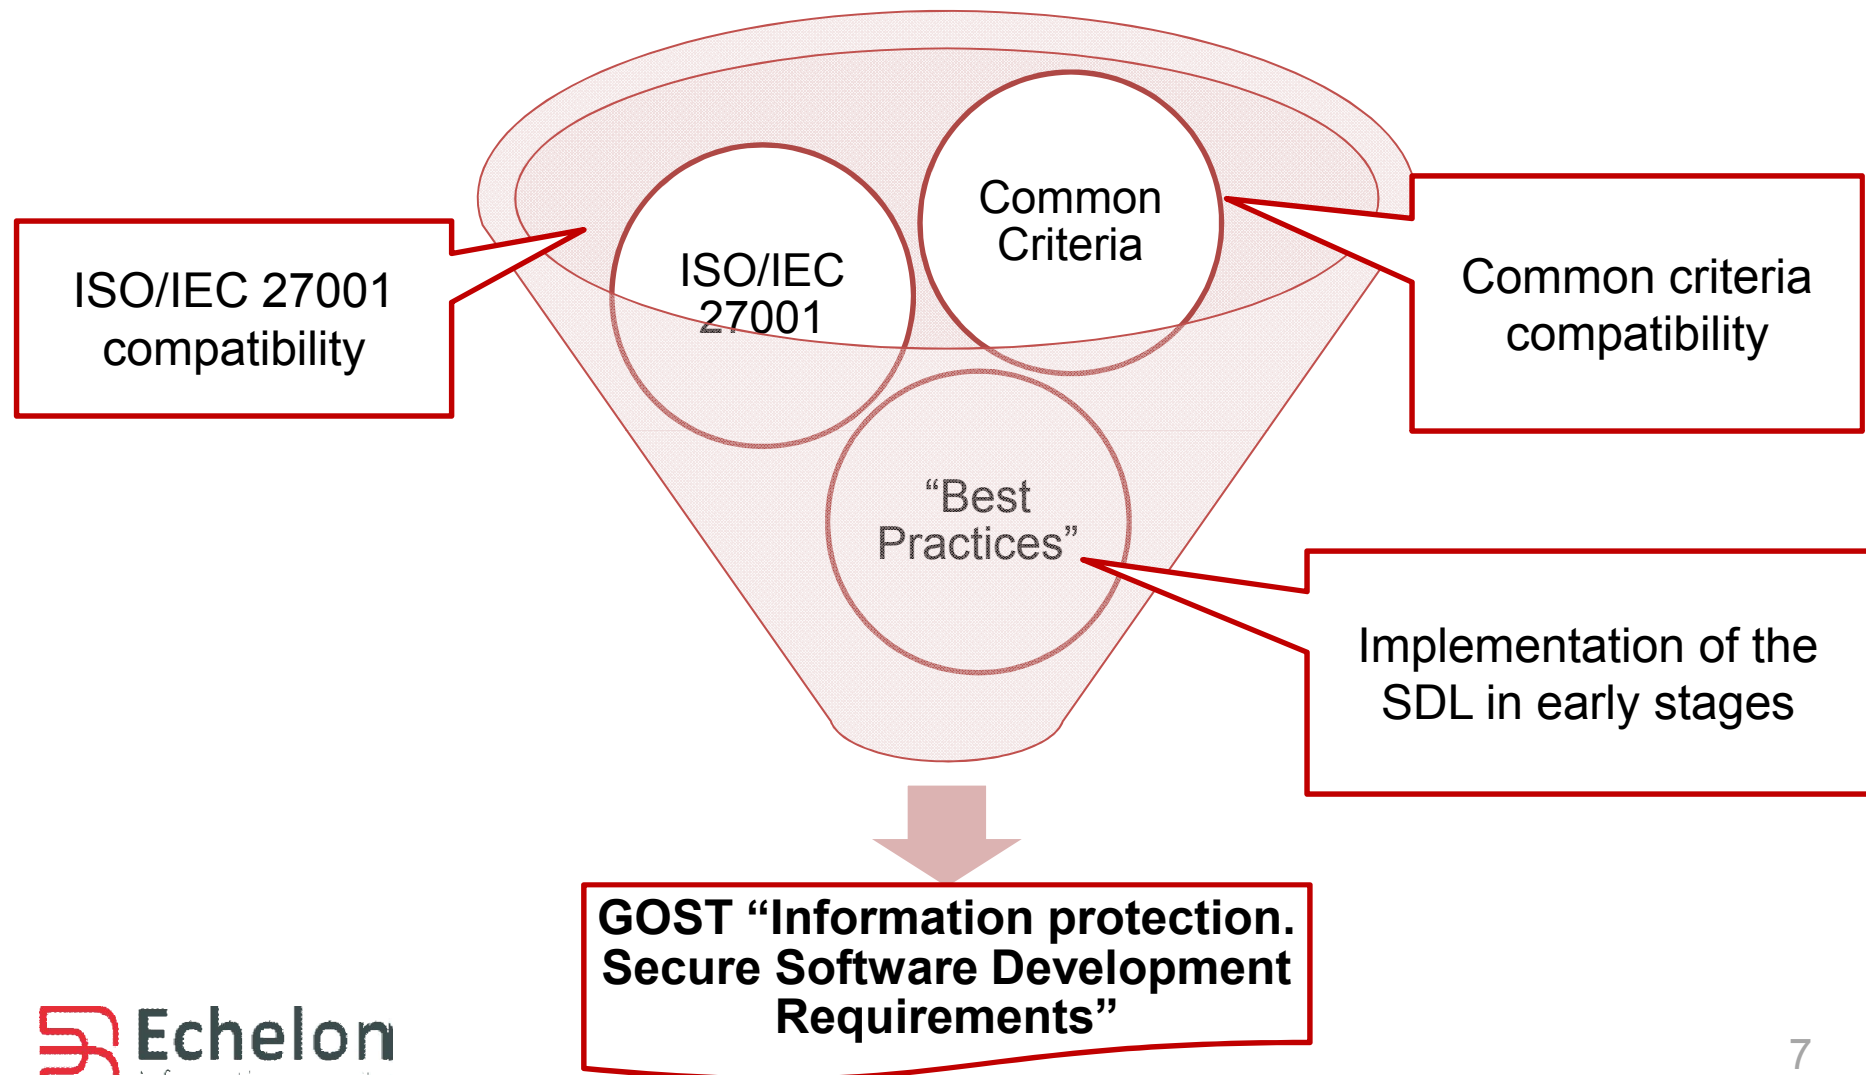 Common
Criteria
ISO/IEC
27001
ISO/IEC 27001
compatibility
Common criteria
compatibility
“Best
Practices”
Implementation of the
SDL in early stages
GOST “Information protection.
Secure Software Development
Requirements”
Echelon
7